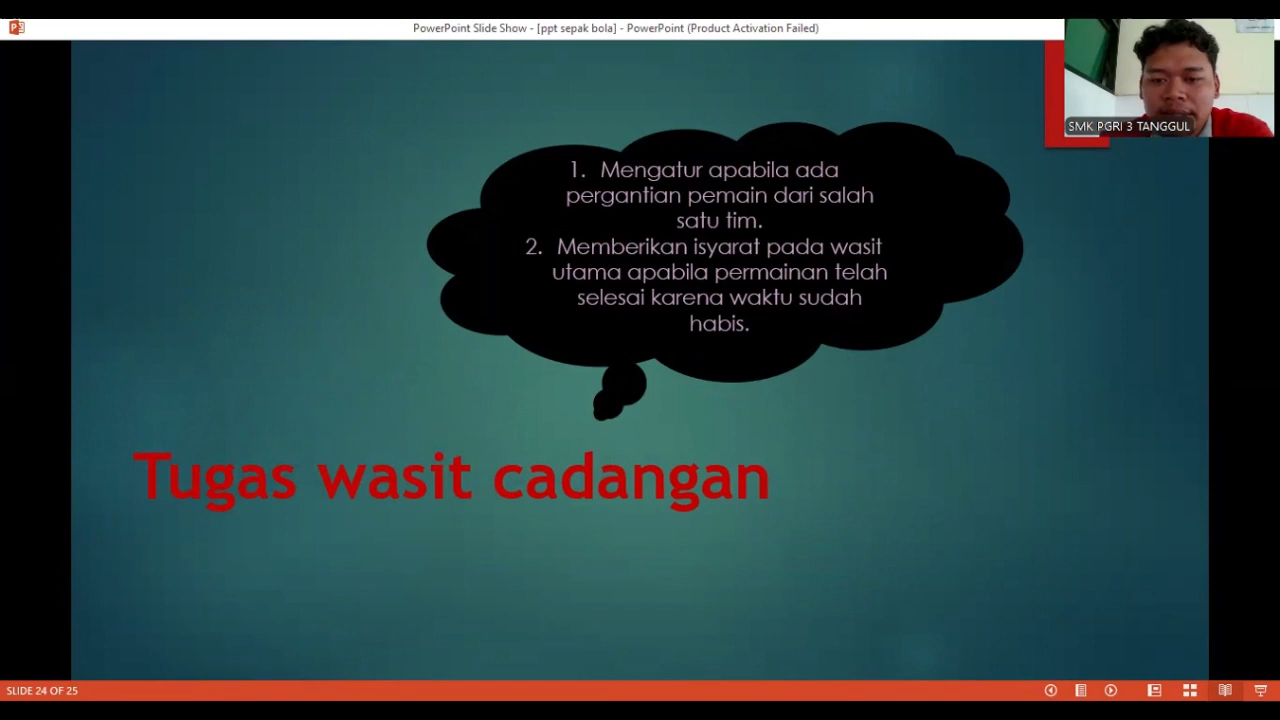 PowerPoint Slide Show - [ppt sepak bola] - PowerPoint (Product Activation Failed)
SMK PGRI 3 TANGGUL
1. Mengatur apabila ada
pergantian pemain dari salah
satu tim.
2. Memberikan isyarat pada wasit
utama apabila permainan telah
selesai karena waktu sudah
habis.
Tugas wasit cadangan
SLIDE 24 OF 25